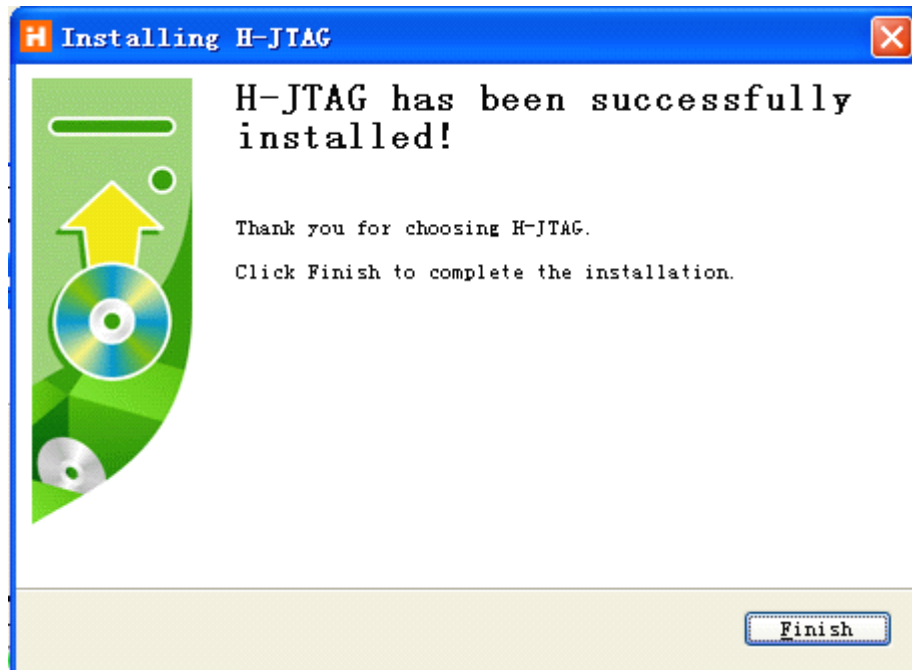 Installing H-JTAG
H-JTAG has been successfully
installed!
Thank you for choosing H-JTAG.
Click Finish to complete the installation.
Finish